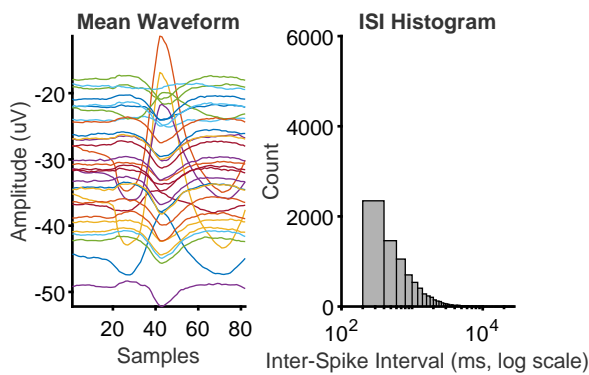 Mean Waveform
Amplitude (uV)
-20
-30
-40
-50
20 40 60 80
Samples
ISI Histogram
Count
6000
4000
2000
0
10^2 10^4
Inter-Spike Interval (ms, log scale)